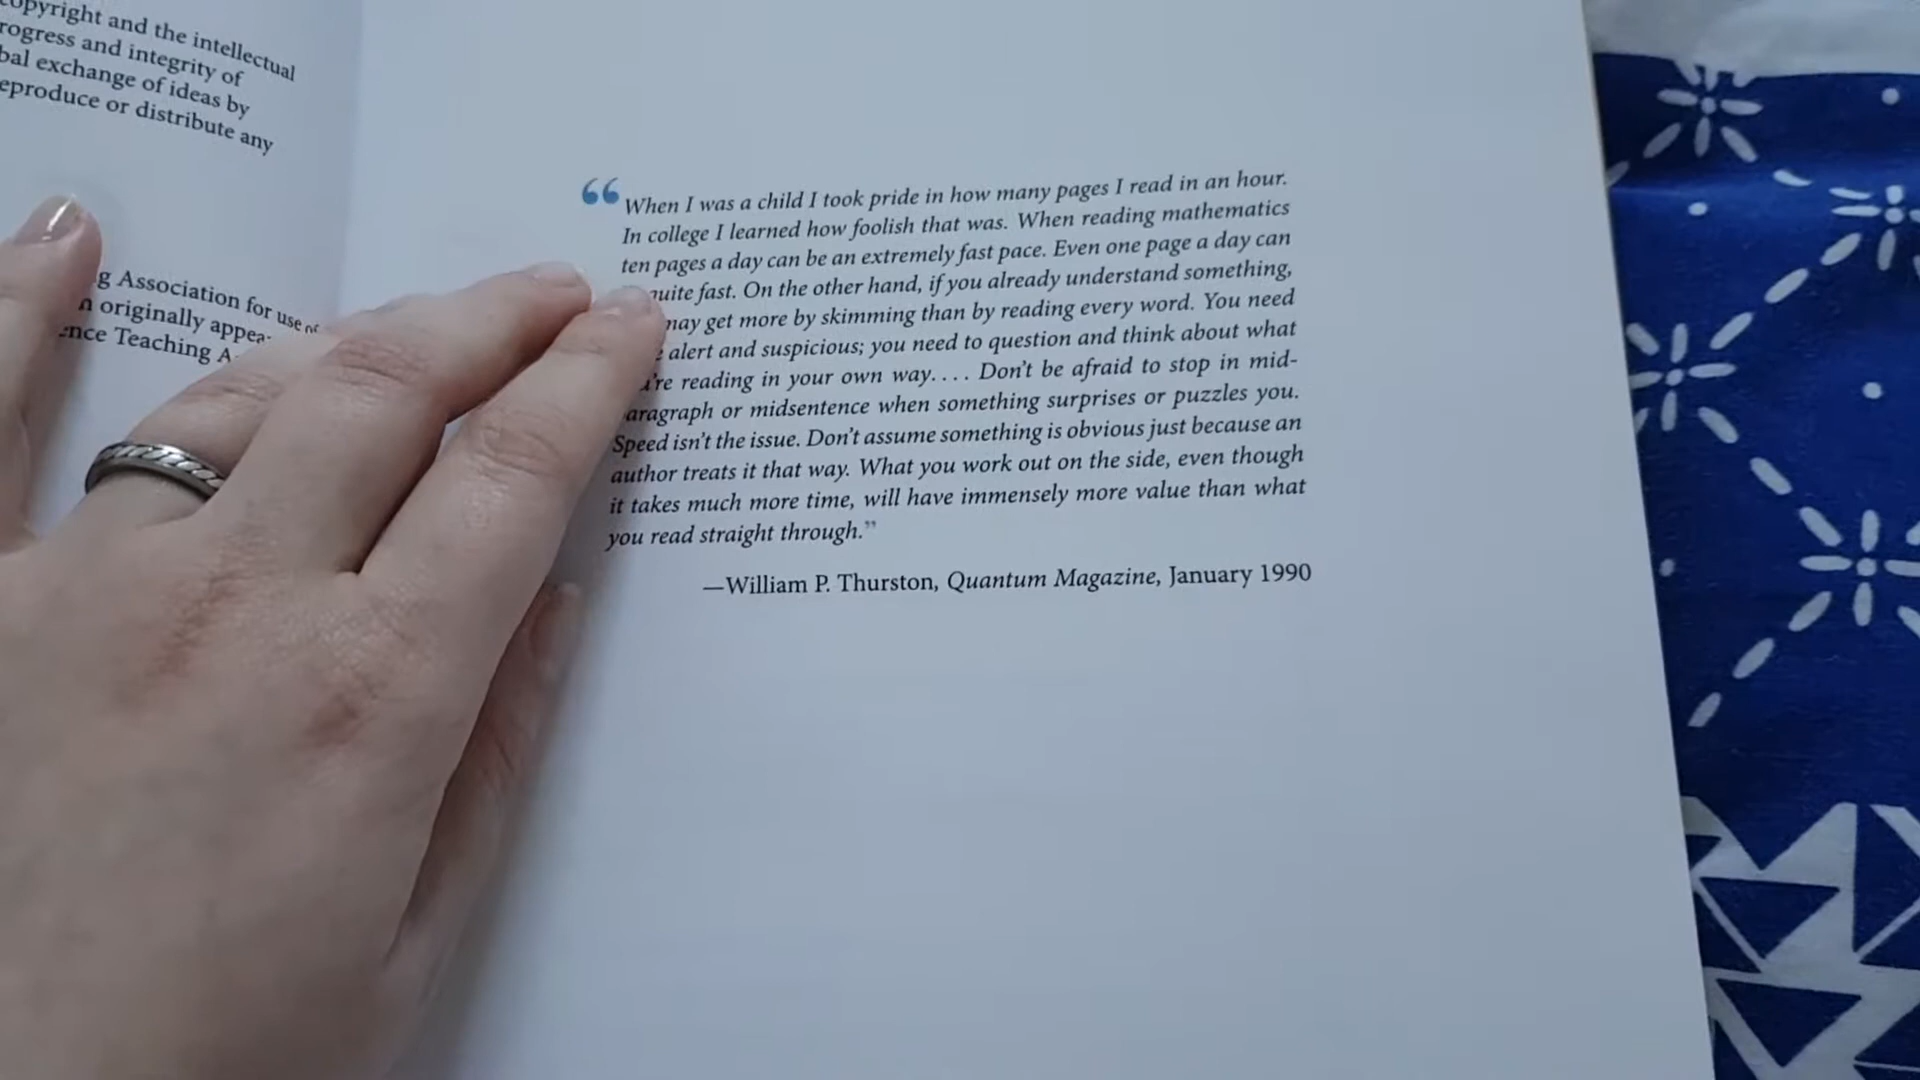 opyright and the intellectual
rogress and integrity of
bal exchange of ideas by
eproduce or distribute any
g Association for use
n originally appea
ence Teaching A
“When I was a child I took pride in how many pages I read in an hour.
In college I learned how foolish that was. When reading mathematics
ten pages a day can be an extremely fast pace. Even one page a day can
quite fast. On the other hand, if you already understand something,
may get more by skimming than by reading every word. You need
alert and suspicious; you need to question and think about what
're reading in your own way.... Don't be afraid to stop in mid-
aragraph or midsentence when something surprises or puzzles you.
Speed isn't the issue. Don't assume something is obvious just because an
author treats it that way. What you work out on the side, even though
it takes much more time, will have immensely more value than what
you read straight through.”
—William P. Thurston, Quantum Magazine, January 1990